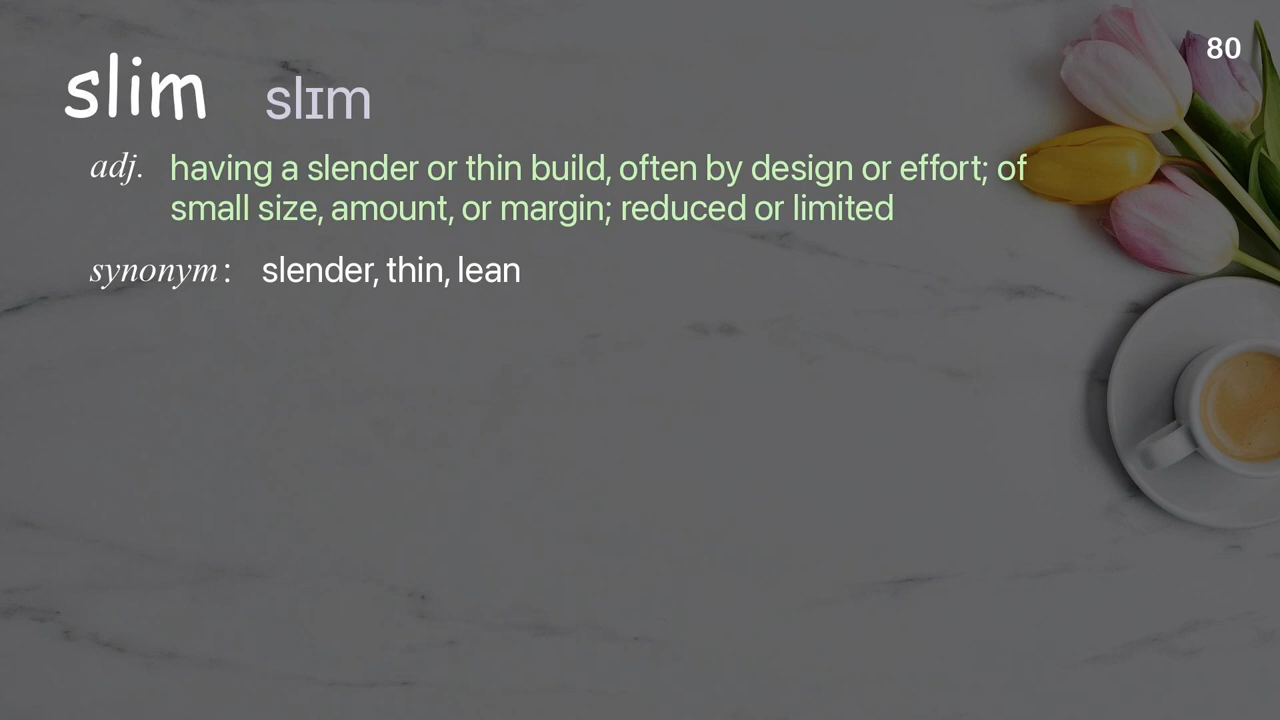 80
slim slɪm
adj. having a slender or thin build, often by design or effort; of
small size, amount, or margin; reduced or limited
synonym: slender, thin, lean